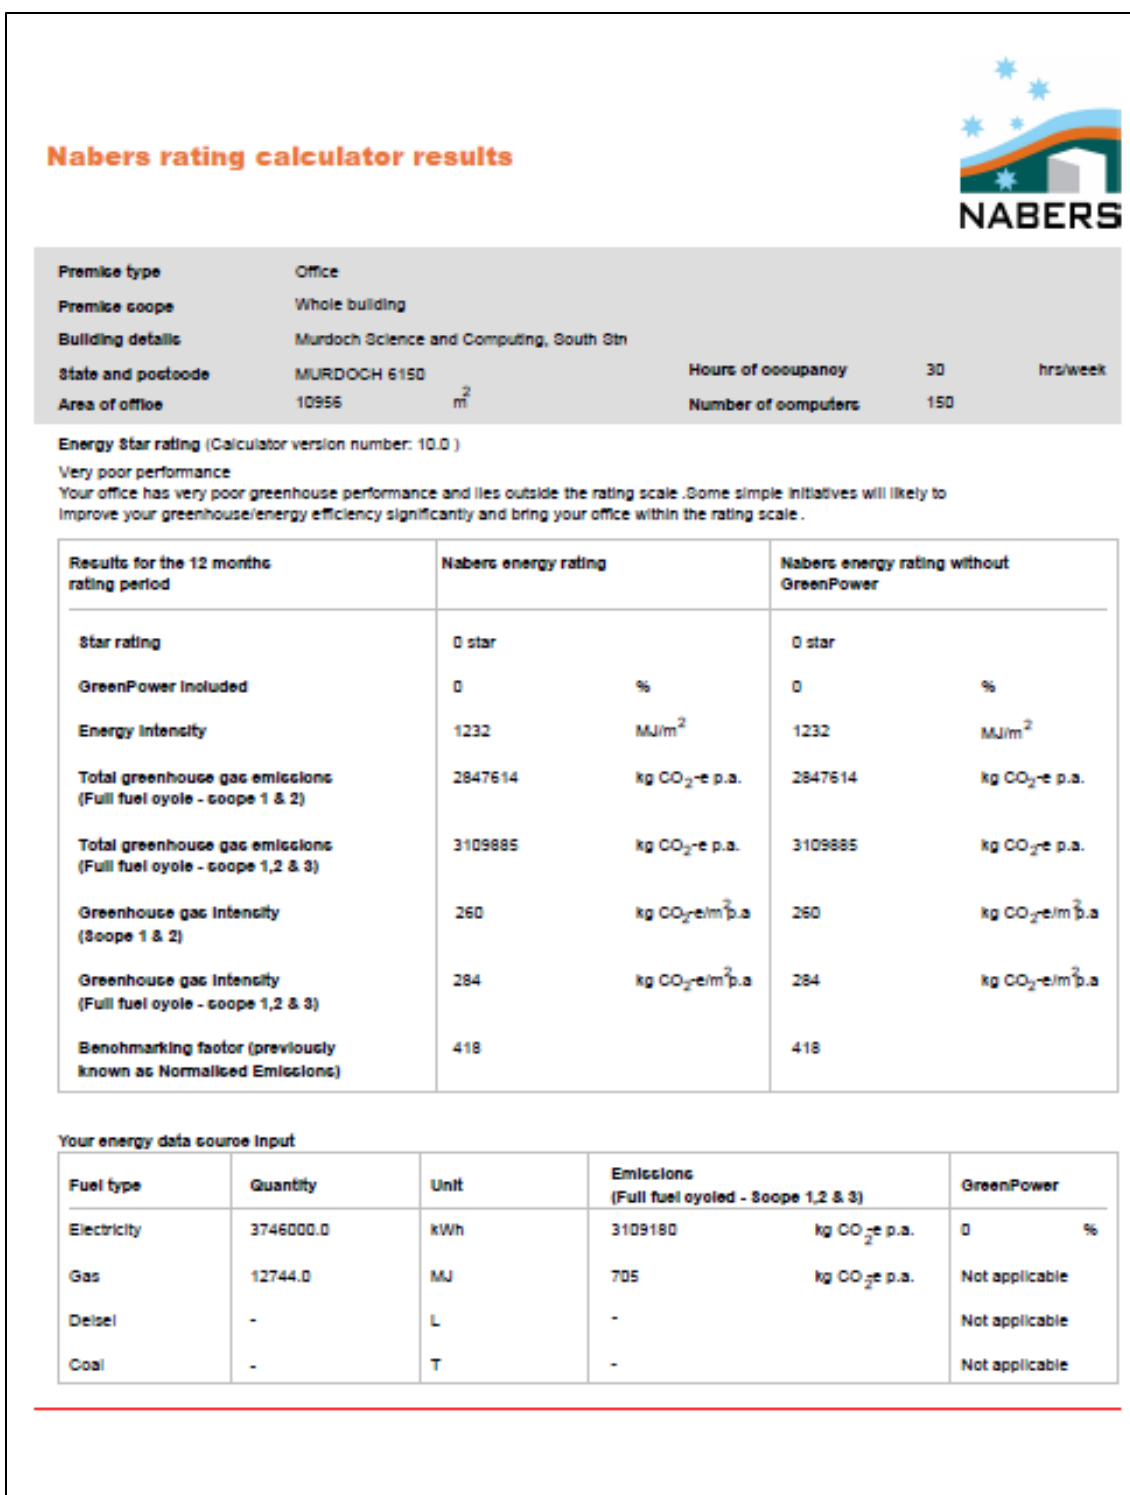 NABERS
Nabers rating calculator results
Premise type Office
Premise scope Whole building
Building details Murdoch Science and Computing, South Stn
State and postcode MURDOCH 6150 Hours of occupancy 30 hrs/week
Area of office 10956 m2 Number of computers 150
Energy Star rating (Calculator version number: 10.0 )
Very poor performance
Your office has very poor greenhouse performance and lies outside the rating scale .Some simple initiatives will likely to
improve your greenhouse/energy efficiency significantly and bring your office within the rating scale .
Results for the 12 months Nabers energy rating Nabers energy rating without
rating period GreenPower
Star rating 0 star 0 star
GreenPower included 0 % 0 %
Energy intensity 1232 MJ/m2 1232 MJ/m2
Total greenhouse gas emissions 2847614 kg CO2-e p.a. 2847614 kg CO2-e p.a.
(Full fuel cycle - scope 1 & 2)
Total greenhouse gas emissions 3109885 kg CO2-e p.a. 3109885 kg CO2-e p.a.
(Full fuel cycle - scope 1,2 & 3)
Greenhouse gas intensity 260 kg CO2-e/m2p.a 260 kg CO2-e/m2p.a
(Scope 1 & 2)
Greenhouse gas intensity 284 kg CO2-e/m2p.a 284 kg CO2-e/m2p.a
(Full fuel cycle - scope 1,2 & 3)
Benchmarking factor (previously 418 418
known as Normalised Emissions)
Your energy data source input
Fuel type Quantity Unit Emissions GreenPower
(Full fuel cycled - Scope 1,2 & 3)
Electricity 3746000.0 kWh 3109180 kg CO2-e p.a. 0 %
Gas 12744.0 MJ 705 kg CO2-e p.a. Not applicable
Deisel - L - Not applicable
Coal - T - Not applicable